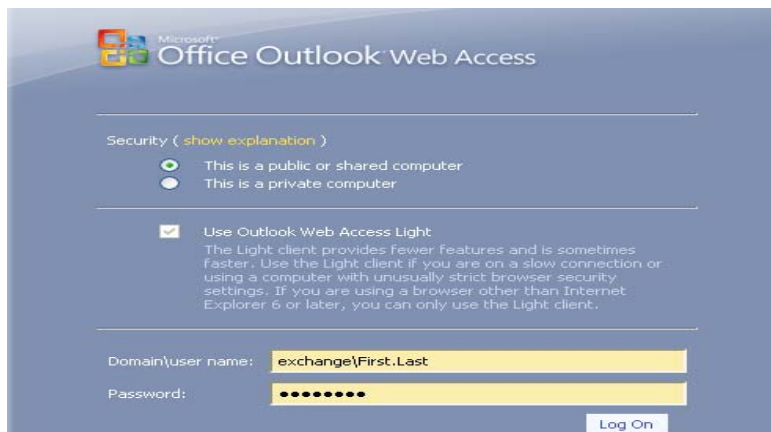 Microsoft
Office Outlook Web Access
Security ( show explanation )
This is a public or shared computer
This is a private computer
Use Outlook Web Access Light
The Light client provides fewer features and is sometimes
faster. Use the Light client if you are on a slow connection or
using a computer with unusually strict browser security
settings. If you are using a browser other than Internet
Explorer 6 or later, you can only use the Light client.
Domain\user name: exchange\First.Last
Password: ●●●●●●●●
Log On